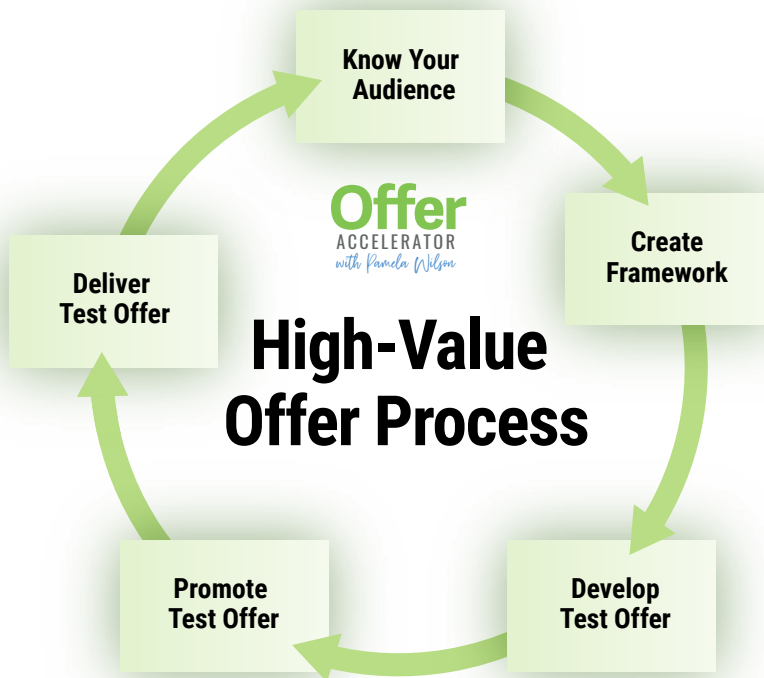 Know Your
Audience
Offer
ACCELERATOR
with Pamela Wilson
Create
Framework
Deliver
Test Offer
High-Value
Offer Process
Promote
Test Offer
Develop
Test Offer